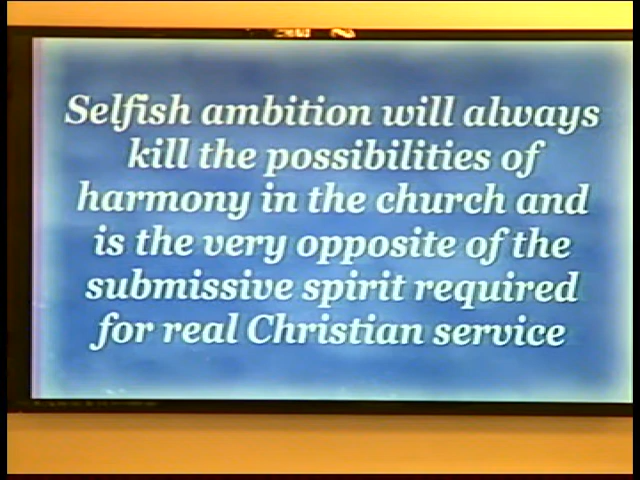 Selfish ambition will always
kill the possibilities of
harmony in the church and
is the very opposite of the
submissive spirit required
for real Christian service